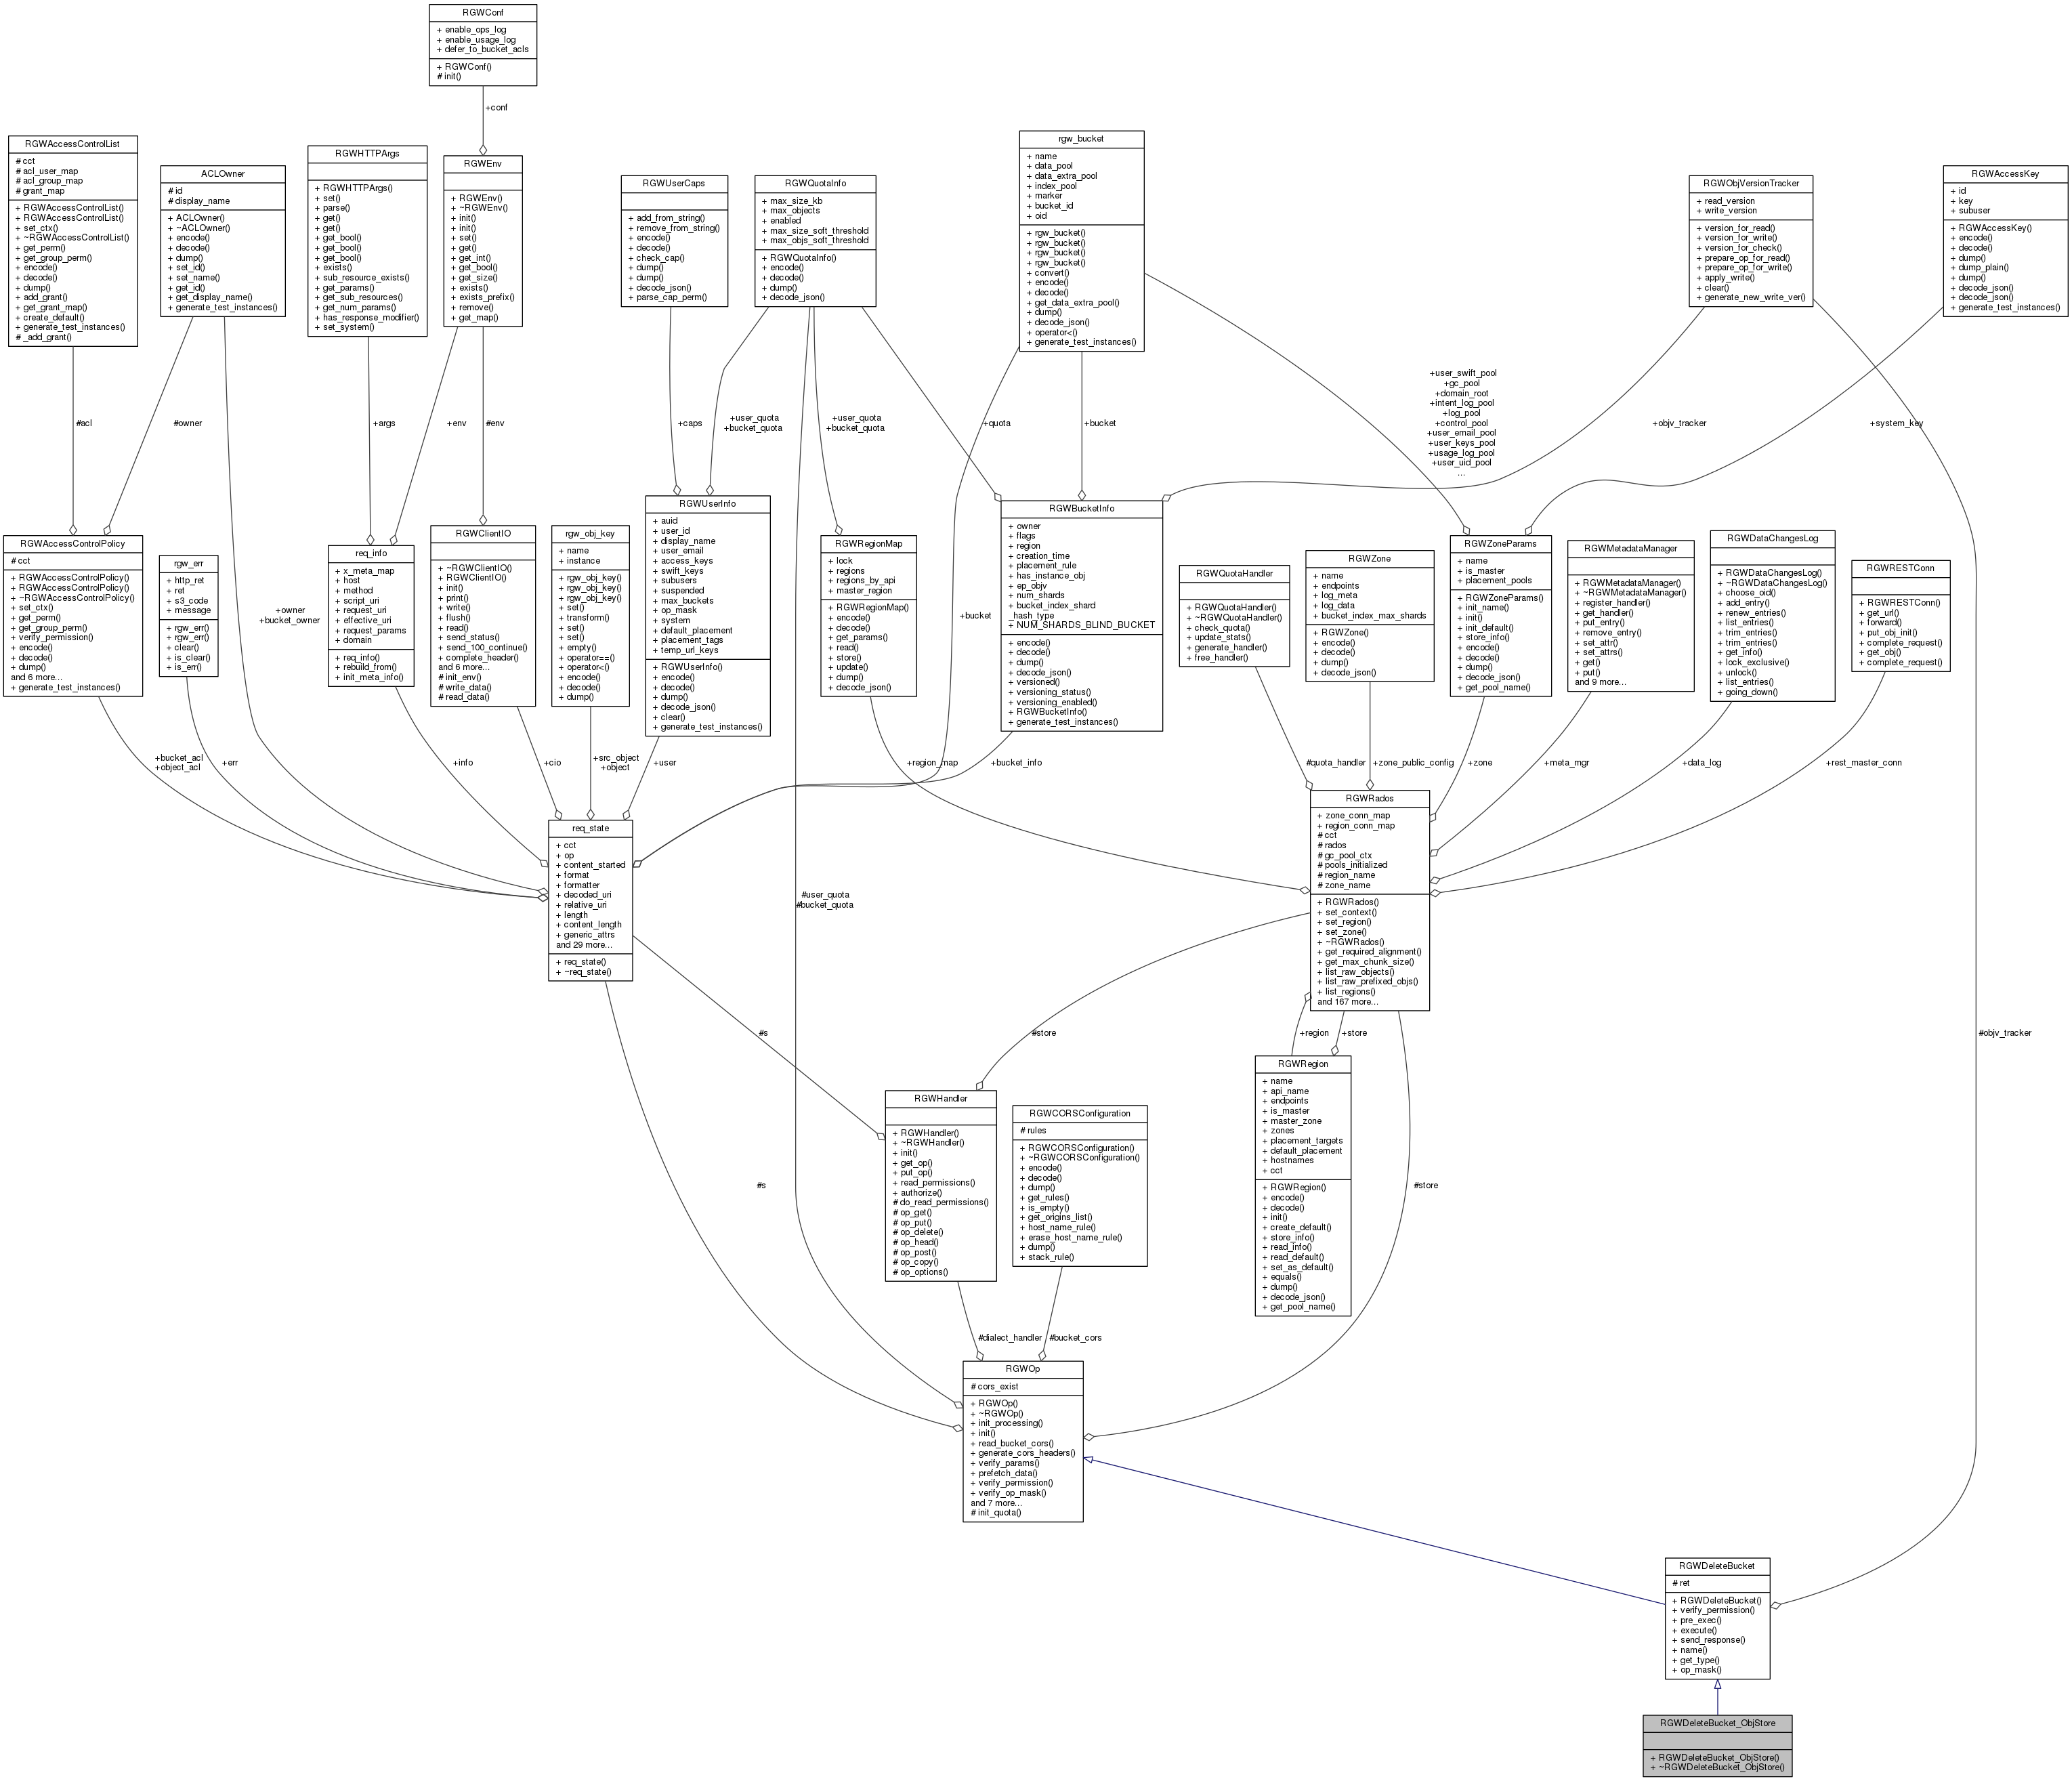 RGWConf
+ enable_ops_log
+ enable_usage_log
+ defer_to_bucket_acls
+ RGWConf()
# init()
+conf
RGWAccessControlList
# cct
# acl_user_map
# acl_group_map
# grant_map
+ RGWAccessControlList()
+ RGWAccessControlList()
+ set_ctx()
+ ~RGWAccessControlList()
+ get_perm()
+ get_group_perm()
+ encode()
+ decode()
+ dump()
+ add_grant()
+ get_grant_map()
+ create_default()
+ generate_test_instances()
# _add_grant()
ACLOwner
# id
# display_name
+ ACLOwner()
+ ~ACLOwner()
+ encode()
+ decode()
+ dump()
+ set_id()
+ set_name()
+ get_id()
+ get_display_name()
+ generate_test_instances()
RGWHTTPArgs
+ RGWHTTPArgs()
+ set()
+ parse()
+ get()
+ get()
+ get_bool()
+ get_bool()
+ get_bool()
+ exists()
+ sub_resource_exists()
+ get_params()
+ get_sub_resources()
+ get_num_params()
+ has_response_modifier()
+ set_system()
RGWEnv
+ RGWEnv()
+ ~RGWEnv()
+ init()
+ init()
+ set()
+ get()
+ get_int()
+ get_bool()
+ get_size()
+ exists()
+ exists_prefix()
+ remove()
+ get_map()
RGWUserCaps
+ add_from_string()
+ remove_from_string()
+ encode()
+ decode()
+ check_cap()
+ dump()
+ dump()
+ decode_json()
+ parse_cap_perm()
RGWQuotaInfo
+ max_size_kb
+ max_objects
+ enabled
+ max_size_soft_threshold
+ max_objs_soft_threshold
+ RGWQuotaInfo()
+ encode()
+ decode()
+ dump()
+ decode_json()
rgw_bucket
+ name
+ data_pool
+ data_extra_pool
+ index_pool
+ marker
+ bucket_id
+ oid
+ rgw_bucket()
+ rgw_bucket()
+ rgw_bucket()
+ rgw_bucket()
+ convert()
+ encode()
+ decode()
+ get_data_extra_pool()
+ dump()
+ decode_json()
+ operator<()
+ generate_test_instances()
RGWObjVersionTracker
+ read_version
+ write_version
+ version_for_read()
+ version_for_write()
+ version_for_check()
+ prepare_op_for_read()
+ prepare_op_for_write()
+ apply_write()
+ clear()
+ generate_new_write_ver()
RGWAccessKey
+ id
+ key
+ subuser
+ RGWAccessKey()
+ encode()
+ decode()
+ dump()
+ dump_plain()
+ dump()
+ decode_json()
+ decode_json()
+ generate_test_instances()
#acl
#owner
+args
+env
#env
+caps
+user_quota
+bucket_quota
+user_quota
+bucket_quota
+quota
+bucket
+user_swift_pool
+gc_pool
+domain_root
+intent_log_pool
+log_pool
+control_pool
+user_email_pool
+user_keys_pool
+usage_log_pool
+user_uid_pool
...
+objv_tracker
+system_key
RGWAccessControlPolicy
# cct
+ RGWAccessControlPolicy()
+ RGWAccessControlPolicy()
+ ~RGWAccessControlPolicy()
+ set_ctx()
+ get_perm()
+ get_group_perm()
+ verify_permission()
+ encode()
+ decode()
+ dump()
and 6 more...
+ generate_test_instances()
rgw_err
+ http_ret
+ ret
+ s3_code
+ message
+ rgw_err()
+ rgw_err()
+ clear()
+ is_clear()
+ is_err()
+owner
+bucket_owner
req_info
+ x_meta_map
+ host
+ method
+ script_uri
+ request_uri
+ effective_uri
+ request_params
+ domain
+ req_info()
+ rebuild_from()
+ init_meta_info()
RGWClientIO
+ ~RGWClientIO()
+ RGWClientIO()
+ init()
+ print()
+ write()
+ flush()
+ read()
+ send_status()
+ send_100_continue()
+ complete_header()
and 6 more...
# init_env()
# write_data()
# read_data()
rgw_obj_key
+ name
+ instance
+ rgw_obj_key()
+ rgw_obj_key()
+ rgw_obj_key()
+ set()
+ transform()
+ set()
+ set()
+ empty()
+ operator==()
+ operator<()
+ encode()
+ decode()
+ dump()
RGWUserInfo
+ auid
+ user_id
+ display_name
+ user_email
+ access_keys
+ swift_keys
+ subusers
+ suspended
+ max_buckets
+ op_mask
+ system
+ default_placement
+ placement_tags
+ temp_url_keys
+ RGWUserInfo()
+ encode()
+ decode()
+ dump()
+ decode_json()
+ clear()
+ generate_test_instances()
RGWRegionMap
+ lock
+ regions
+ regions_by_api
+ master_region
+ RGWRegionMap()
+ encode()
+ decode()
+ get_params()
+ read()
+ store()
+ update()
+ dump()
+ decode_json()
+bucket
RGWBucketInfo
+ owner
+ flags
+ region
+ creation_time
+ placement_rule
+ has_instance_obj
+ ep_objv
+ num_shards
+ bucket_index_shard
_hash_type
+ NUM_SHARDS_BLIND_BUCKET
+ encode()
+ decode()
+ dump()
+ decode_json()
+ versioned()
+ versioning_status()
+ versioning_enabled()
+ RGWBucketInfo()
+ generate_test_instances()
RGWQuotaHandler
+ RGWQuotaHandler()
+ ~RGWQuotaHandler()
+ check_quota()
+ update_stats()
+ generate_handler()
+ free_handler()
RGWZone
+ name
+ endpoints
+ log_meta
+ log_data
+ bucket_index_max_shards
+ RGWZone()
+ encode()
+ decode()
+ dump()
+ decode_json()
RGWZoneParams
+ name
+ is_master
+ placement_pools
+ RGWZoneParams()
+ init_name()
+ init()
+ init_default()
+ store_info()
+ encode()
+ decode()
+ dump()
+ decode_json()
+ get_pool_name()
RGWMetadataManager
+ RGWMetadataManager()
+ ~RGWMetadataManager()
+ register_handler()
+ get_handler()
+ put_entry()
+ remove_entry()
+ set_attr()
+ set_attrs()
+ get()
+ put()
and 9 more...
RGWDataChangesLog
+ RGWDataChangesLog()
+ ~RGWDataChangesLog()
+ choose_oid()
+ add_entry()
+ renew_entries()
+ list_entries()
+ trim_entries()
+ trim_entries()
+ get_info()
+ lock_exclusive()
+ unlock()
+ list_entries()
+ going_down()
RGWRESTConn
+ RGWRESTConn()
+ get_url()
+ forward()
+ put_obj_init()
+ complete_request()
+ get_obj()
+ complete_request()
+bucket_acl
+object_acl
+err
+info
+cio
+src_object
+object
+user
+region_map
+bucket_info
#quota_handler
+zone_public_config
+zone
+meta_mgr
+data_log
+rest_master_conn
req_state
+ cct
+ op
+ content_started
+ format
+ formatter
+ decoded_uri
+ relative_uri
+ length
+ content_length
+ generic_attrs
and 29 more...
+ req_state()
+ ~req_state()
#user_quota
#bucket_quota
RGWRados
+ zone_conn_map
+ region_conn_map
# cct
# rados
# gc_pool_ctx
# pools_initialized
# region_name
# zone_name
+ RGWRados()
+ set_context()
+ set_region()
+ set_zone()
+ ~RGWRados()
+ get_required_alignment()
+ get_max_chunk_size()
+ list_raw_objects()
+ list_raw_prefixed_objs()
+ list_regions()
and 167 more...
#s
#store
+region
+store
#objv_tracker
RGWHandler
+ RGWHandler()
+ ~RGWHandler()
+ init()
+ get_op()
+ put_op()
+ read_permissions()
+ authorize()
# do_read_permissions()
# op_get()
# op_put()
# op_delete()
# op_head()
# op_post()
# op_copy()
# op_options()
RGWCORSConfiguration
# rules
+ RGWCORSConfiguration()
+ ~RGWCORSConfiguration()
+ encode()
+ decode()
+ dump()
+ get_rules()
+ is_empty()
+ get_origins_list()
+ host_name_rule()
+ erase_host_name_rule()
+ dump()
+ stack_rule()
RGWRegion
+ name
+ api_name
+ endpoints
+ is_master
+ master_zone
+ zones
+ placement_targets
+ default_placement
+ hostnames
+ cct
+ RGWRegion()
+ encode()
+ decode()
+ init()
+ create_default()
+ store_info()
+ read_info()
+ read_default()
+ set_as_default()
+ equals()
+ dump()
+ decode_json()
+ get_pool_name()
#s
#store
#dialect_handler
#bucket_cors
RGWOp
# cors_exist
+ RGWOp()
+ ~RGWOp()
+ init_processing()
+ init()
+ read_bucket_cors()
+ generate_cors_headers()
+ verify_params()
+ prefetch_data()
+ verify_permission()
+ verify_op_mask()
and 7 more...
# init_quota()
RGWDeleteBucket
# ret
+ RGWDeleteBucket()
+ verify_permission()
+ pre_exec()
+ execute()
+ send_response()
+ name()
+ get_type()
+ op_mask()
RGWDeleteBucket_ObjStore
+ RGWDeleteBucket_ObjStore()
+ ~RGWDeleteBucket_ObjStore()